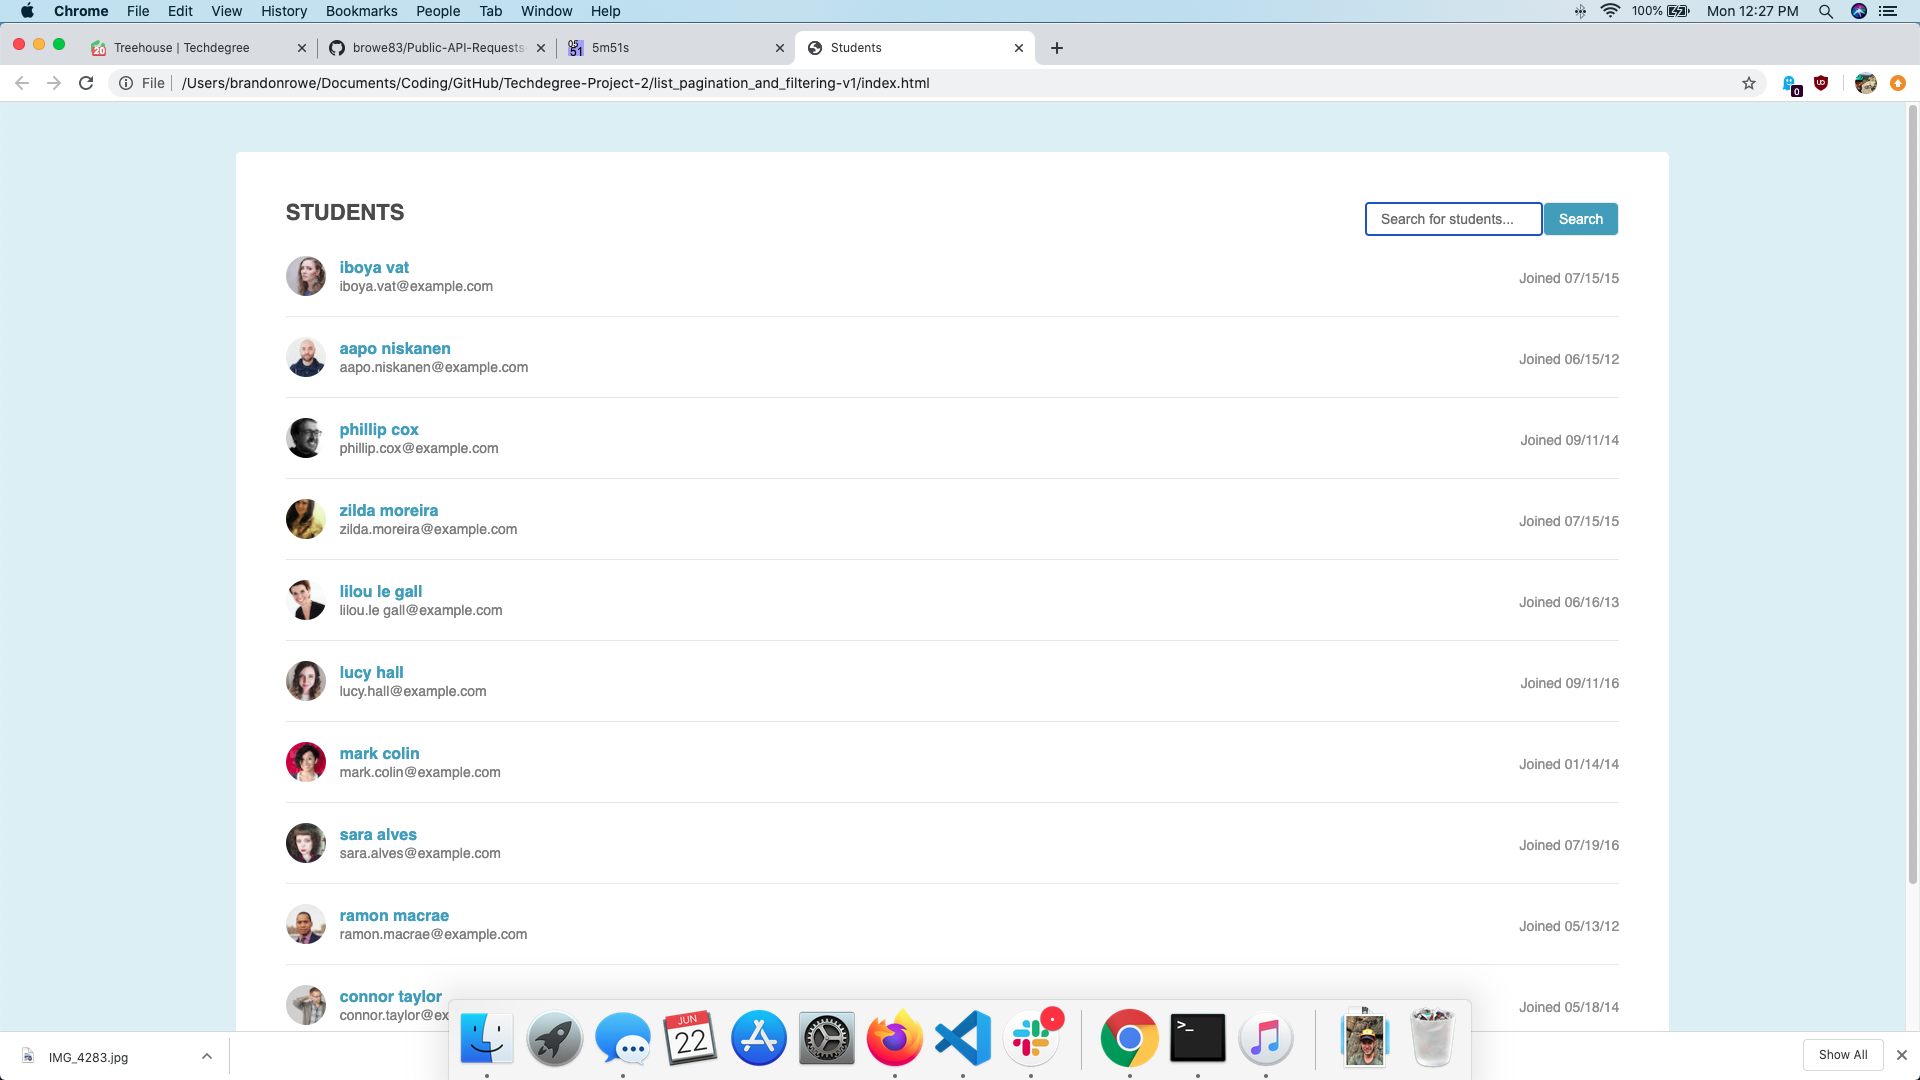 Chrome File Edit View History Bookmarks People Tab Window Help 100% Mon 12:27 PM
20 Treehouse | Techdegree browe83/Public-API-Requests 05 51 5m51s Students
File /Users/brandonrowe/Documents/Coding/GitHub/Techdegree-Project-2/list_pagination_and_filtering-v1/index.html 0
STUDENTS Search for students... Search
iboya vat
iboya.vat@example.com Joined 07/15/15
aapo niskanen
aapo.niskanen@example.com Joined 06/15/12
phillip cox
phillip.cox@example.com Joined 09/11/14
zilda moreira
zilda.moreira@example.com Joined 07/15/15
lilou le gall
lilou.le gall@example.com Joined 06/16/13
lucy hall
lucy.hall@example.com Joined 09/11/16
mark colin
mark.colin@example.com Joined 01/14/14
sara alves
sara.alves@example.com Joined 07/19/16
ramon macrae
ramon.macrae@example.com Joined 05/13/12
connor taylor
connor.taylor@ex Joined 05/18/14
JUN
22
>_
IMG_4283.jpg Show All